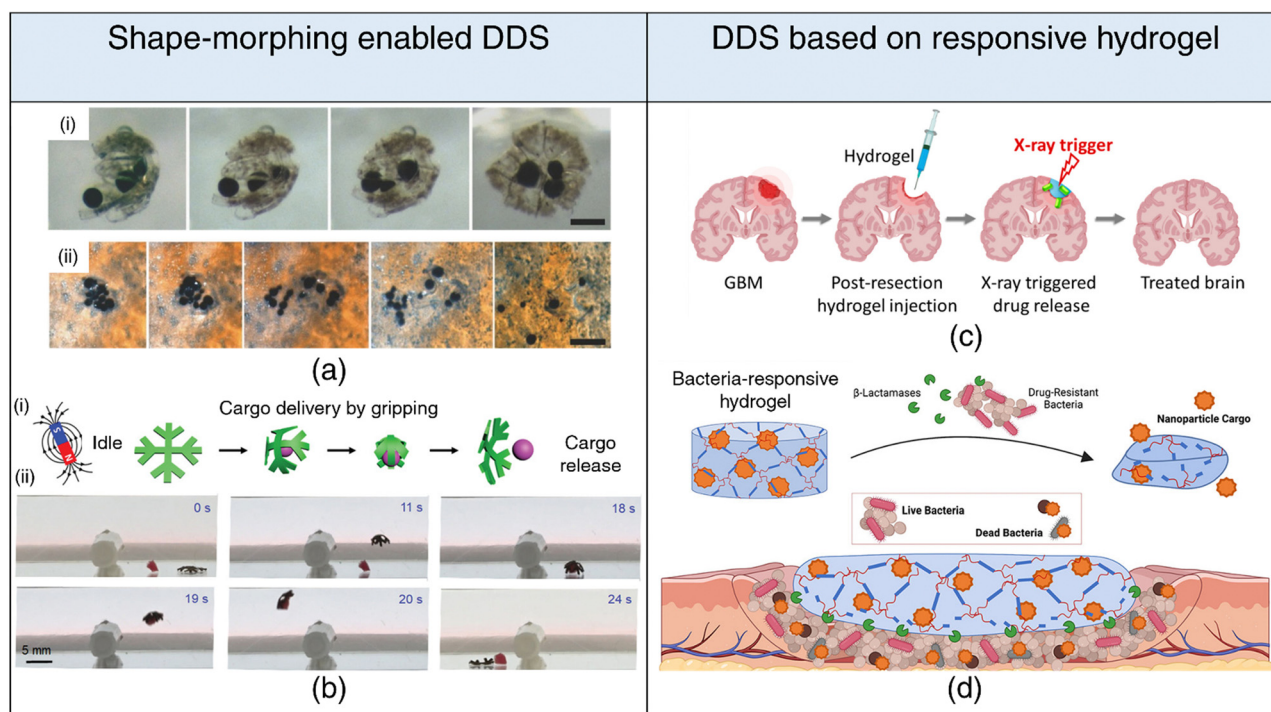 Shape-morphing enabled DDS
DDS based on responsive hydrogel
(i)
(ii)
(a)
(i)
S
N
Idle
Cargo delivery by gripping
Cargo
release
(ii)
0 s
11 s
18 s
19 s
20 s
24 s
5 mm
(b)
Hydrogel
X-ray trigger
GBM
Post-resection
hydrogel injection
X-ray triggered
drug release
Treated brain
(c)
Bacteria-responsive
hydrogel
β-Lactamases
Drug-Resistant
Bacteria
Nanoparticle Cargo
Live Bacteria
Dead Bacteria
(d)